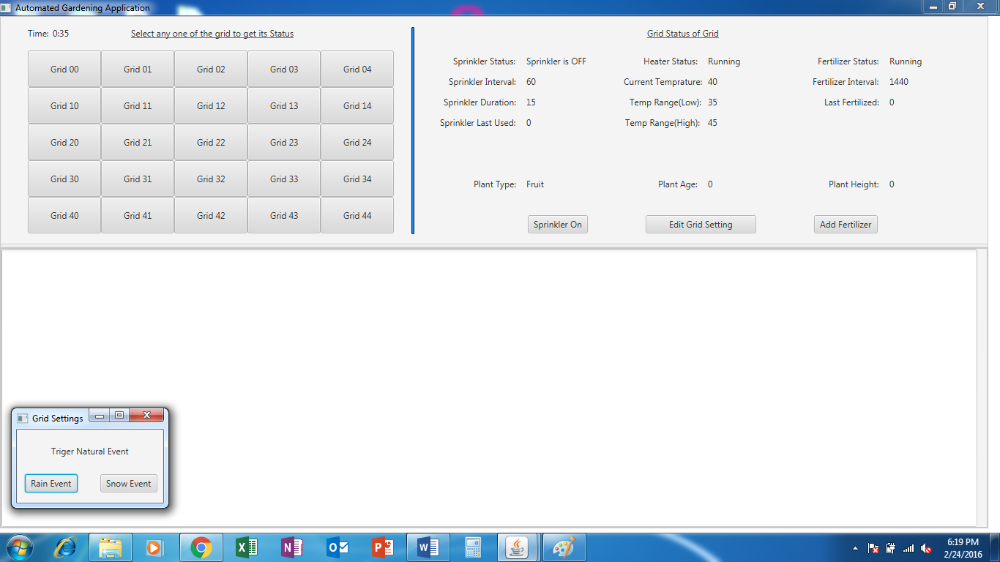 Automated Gardening Application
Time: 0:35
Select any one of the grid to get its Status
Grid 00 Grid 01 Grid 02 Grid 03 Grid 04
Grid 10 Grid 11 Grid 12 Grid 13 Grid 14
Grid 20 Grid 21 Grid 22 Grid 23 Grid 24
Grid 30 Grid 31 Grid 32 Grid 33 Grid 34
Grid 40 Grid 41 Grid 42 Grid 43 Grid 44
Grid Status of Grid
Sprinkler Status: Sprinkler is OFF Heater Status: Running Fertilizer Status: Running
Sprinkler Interval: 60 Current Temprature: 40 Fertilizer Interval: 1440
Sprinkler Duration: 15 Temp Range(Low): 35 Last Fertilized: 0
Sprinkler Last Used: 0 Temp Range(High): 45
Plant Type: Fruit Plant Age: 0 Plant Height: 0
Sprinkler On Edit Grid Setting Add Fertilizer
Grid Settings
Triger Natural Event
Rain Event Snow Event
6:19 PM
2/24/2016